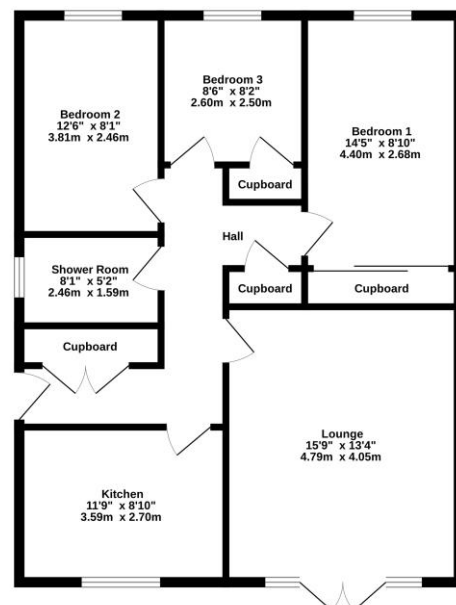 Bedroom 2
12'6" x 8'1"
3.81m x 2.46m
Bedroom 3
8'6" x 8'2"
2.60m x 2.50m
Bedroom 1
14'5" x 8'10"
4.40m x 2.68m
Cupboard
Hall
Shower Room
8'1" x 5'2"
2.46m x 1.59m
Cupboard
Cupboard
Cupboard
Lounge
15'9" x 13'4"
4.79m x 4.05m
Kitchen
11'9" x 8'10"
3.59m x 2.70m